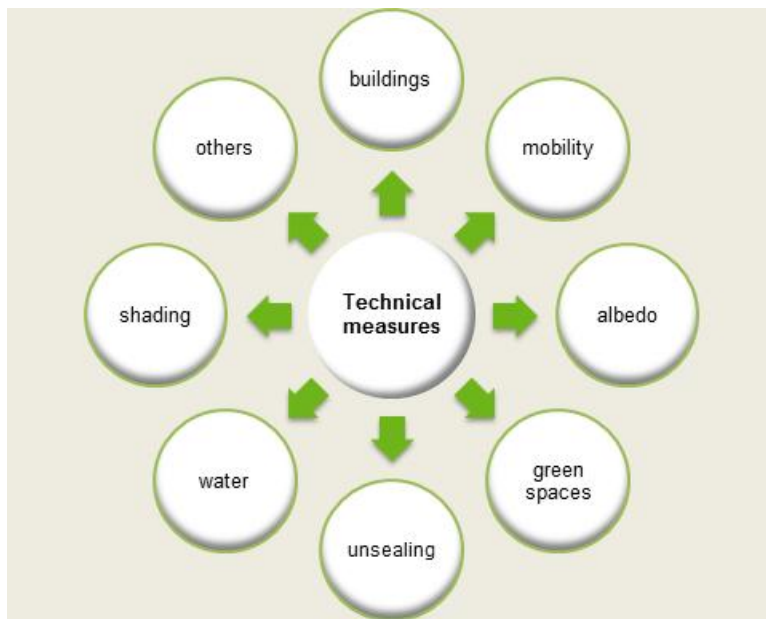 buildings
others
mobility
shading
Technical
measures
albedo
water
green
spaces
unsealing